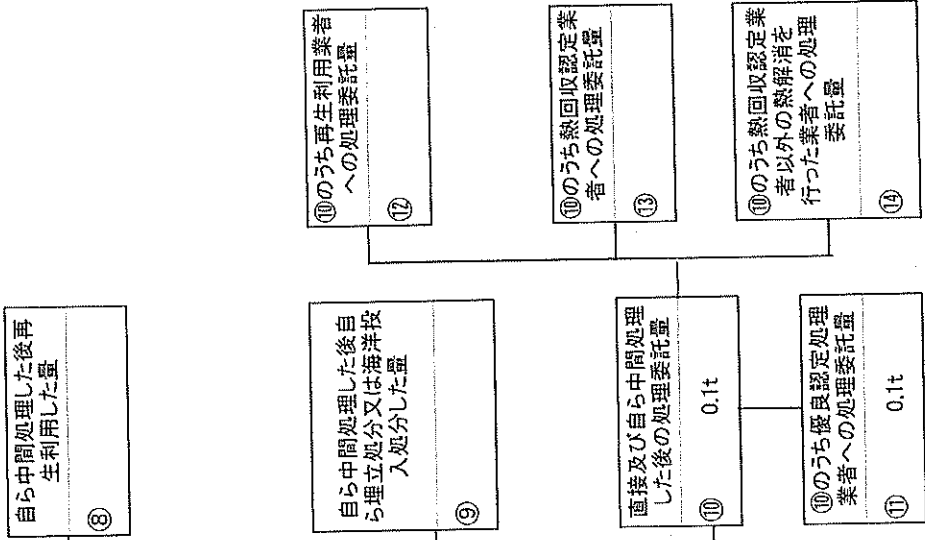 自ら中間処理した後再
生利用した量
⑧
自ら中間処理した後自
ら埋立処分又は海洋投
入処分した量
⑨
直接及び自ら中間処理
した後の処理委託量
⑩ 0.1t
⑩のうち優良認定処理
業者への処理委託量
⑪ 0.1t
⑩のうち再生利用業者
への処理委託量
⑫
⑩のうち熱回収認定業
者への処理委託量
⑬
⑩のうち熱回収認定業
者以外の熱解消を
行った業者への処理
委託量
⑭